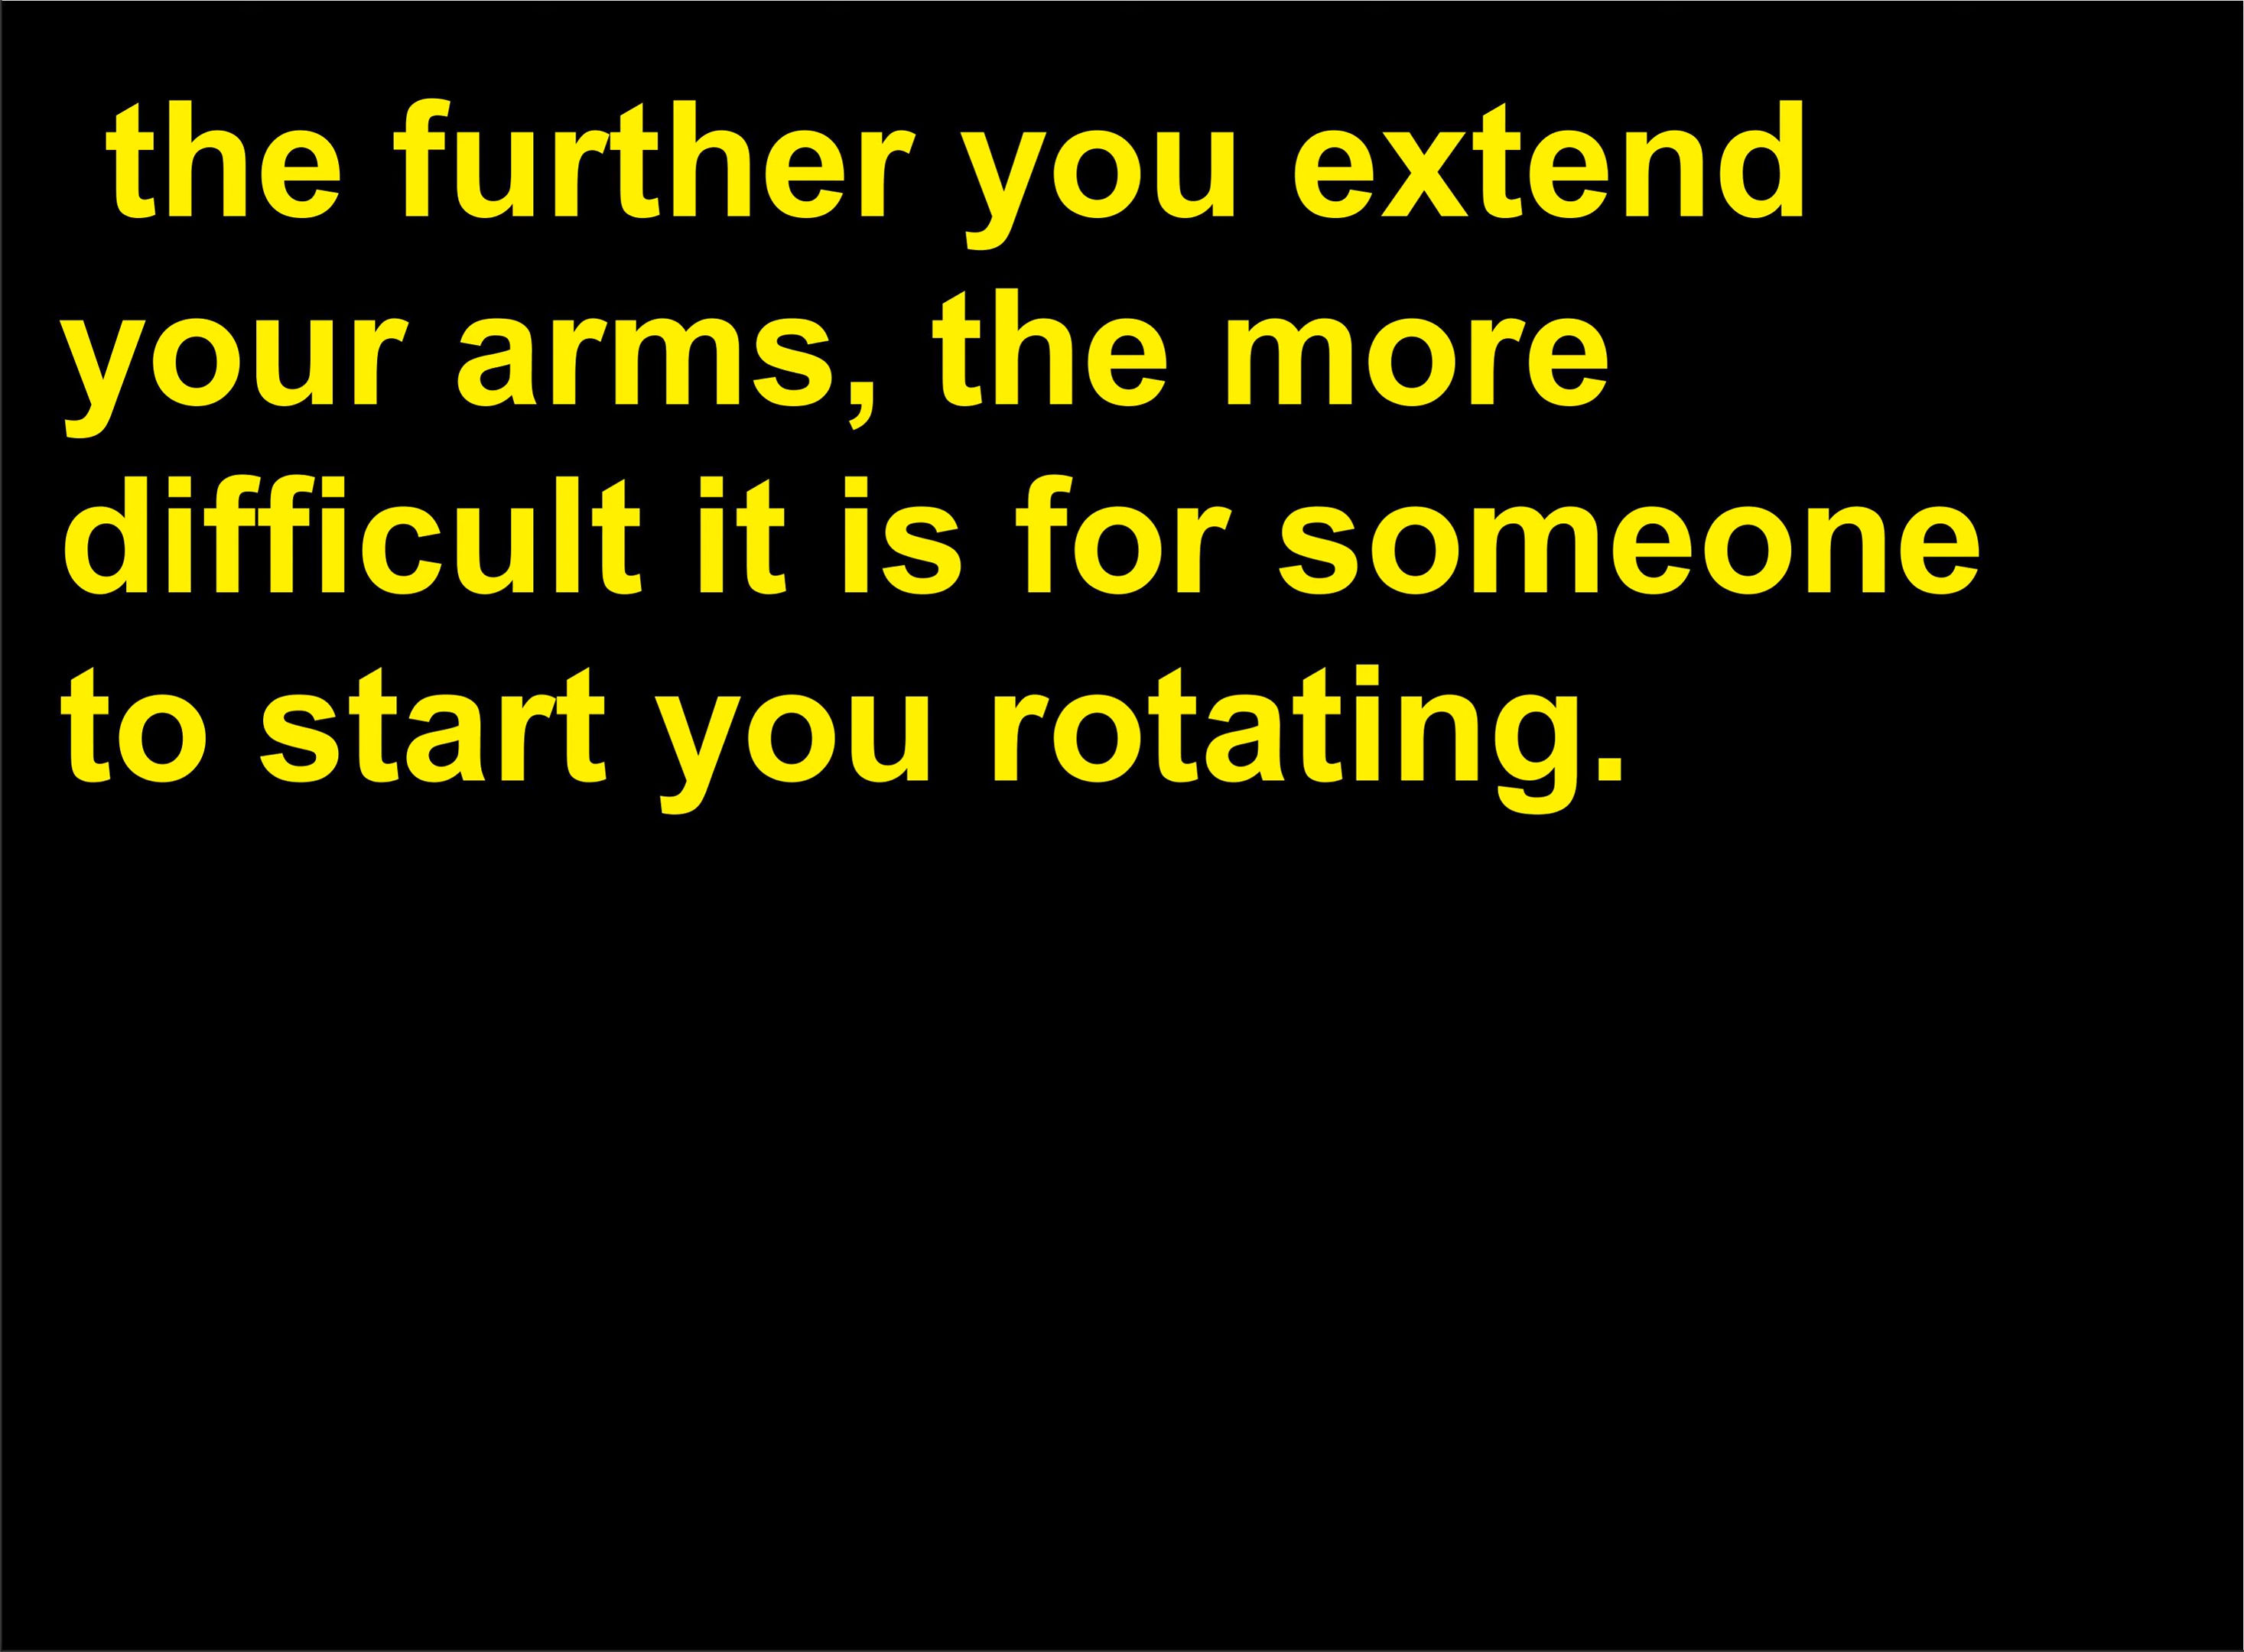 the further you extend
your arms, the more
difficult it is for someone
to start you rotating.